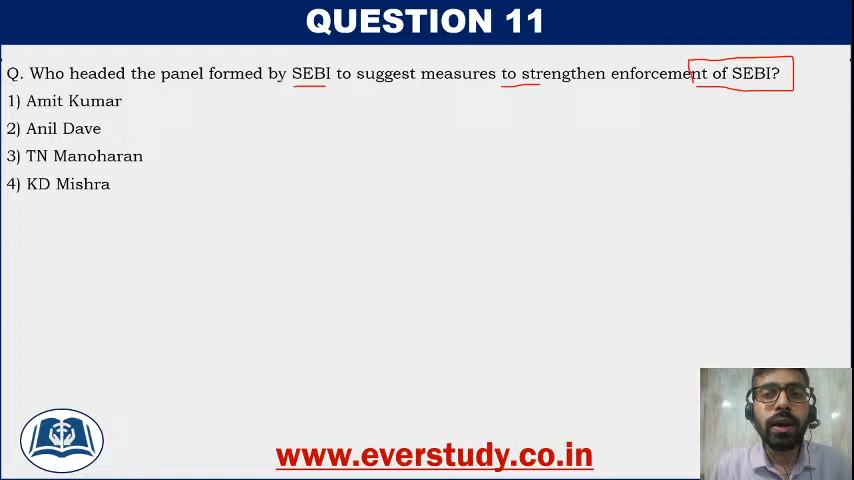 QUESTION 11
Q. Who headed the panel formed by SEBI to suggest measures to strengthen enforcement of SEBI?
1) Amit Kumar
2) Anil Dave
3) TN Manoharan
4) KD Mishra
www.everstudy.co.in